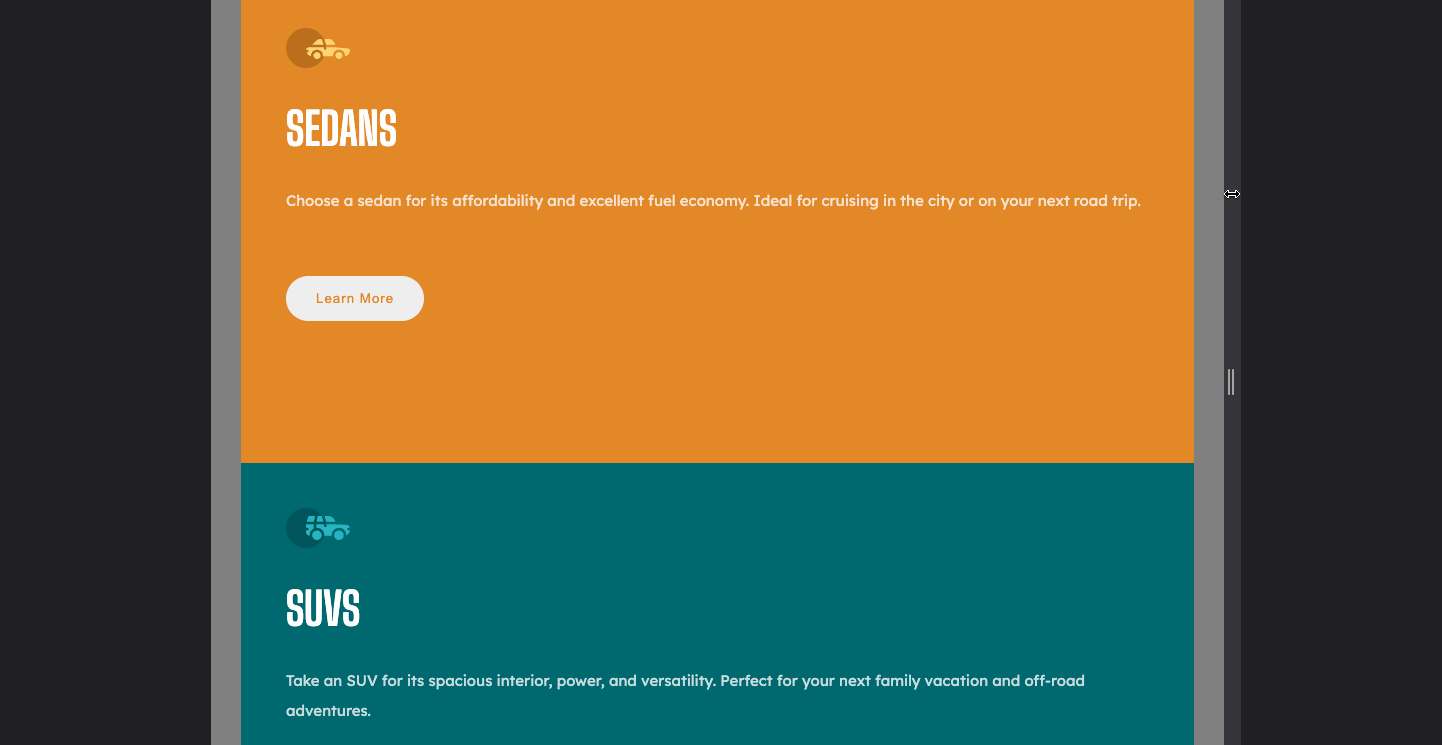 SEDANS
Choose a sedan for its affordability and excellent fuel economy. Ideal for cruising in the city or on your next road trip.
Learn More
SUVS
Take an SUV for its spacious interior, power, and versatility. Perfect for your next family vacation and off-road
adventures.